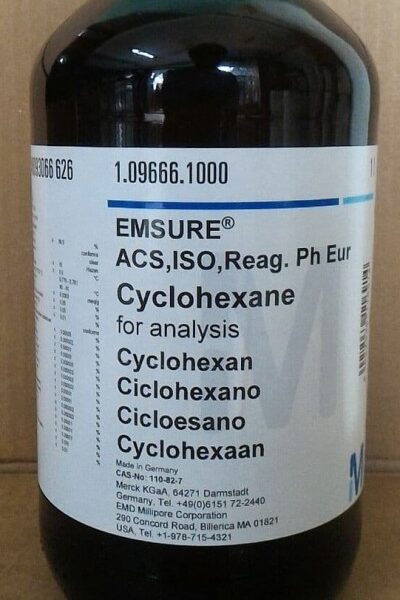 1.09666.1000
EMSURE®
ACS,ISO,Reag. Ph Eur
Cyclohexane
for analysis
Cyclohexan
Ciclohexano
Cicloesano
Cyclohexaan
Made in Germany
CAS-No: 110-82-7
Merck KGaA, 64271 Darmstadt
Germany, Tel. +49(0)6151 72-2440
EMD Millipore Corporation
290 Concord Road, Billerica MA 01821
USA, Tel. +1-978-715-4321
M